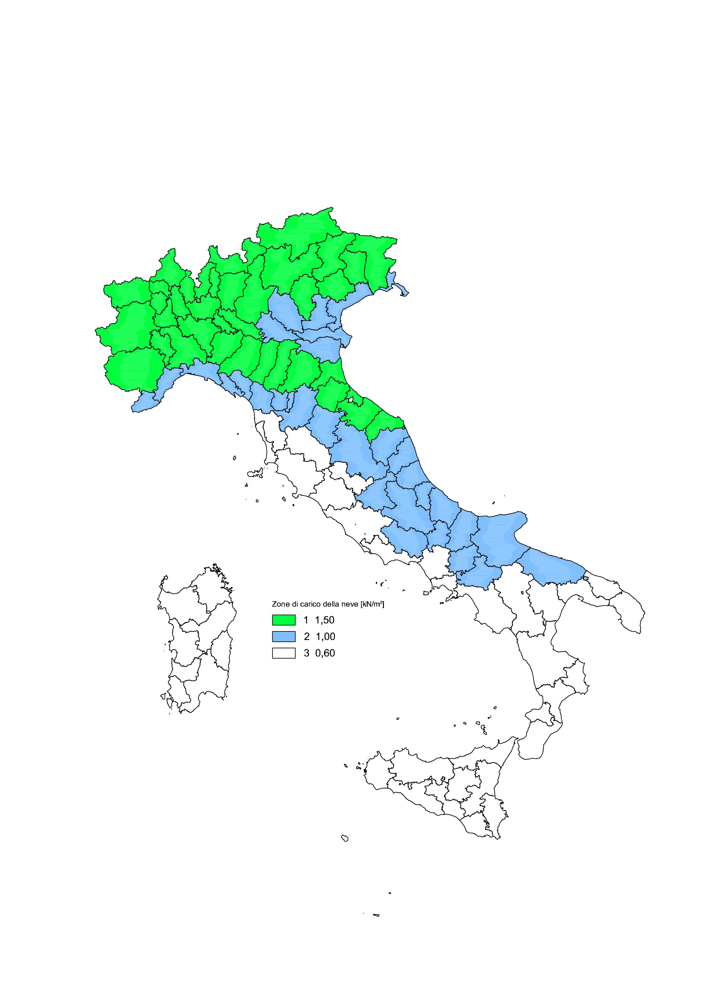 Zone di carico della neve [kN/m²]
1 1,50
2 1,00
3 0,60